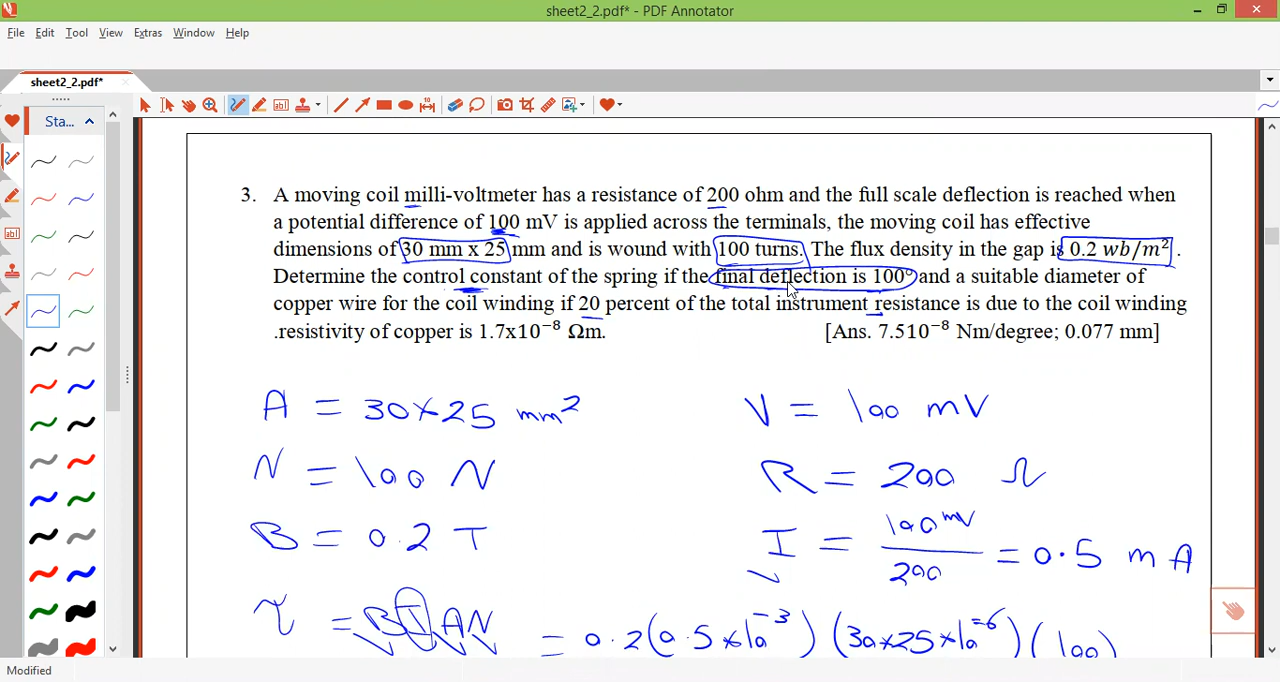 sheet2_2.pdf* - PDF Annotator
File Edit Tool View Extras Window Help
sheet2_2.pdf*
Sta...
3. A moving coil milli-voltmeter has a resistance of 200 ohm and the full scale deflection is reached when
a potential difference of 100 mV is applied across the terminals, the moving coil has effective
dimensions of 30 mm x 25 mm and is wound with 100 turns. The flux density in the gap is 0.2 wb/m² .
Determine the control constant of the spring if the final deflection is 100° and a suitable diameter of
copper wire for the coil winding if 20 percent of the total instrument resistance is due to the coil winding
.resistivity of copper is 1.7x10⁻⁸ Ωm. [Ans. 7.510⁻⁸ Nm/degree; 0.077 mm]
A = 30×25 mm² V = 100 mV
N = 100 N R = 200 Ω
B = 0.2 T I = 100 mV / 200 = 0.5 mA
τ = BIAN = 0.2(0.5×10⁻³)(30×25×10⁻⁶)(100)
Modified